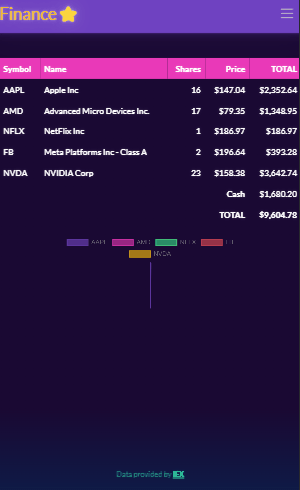 Finance
Symbol Name Shares Price TOTAL
AAPL Apple Inc 16 $147.04 $2,352.64
AMD Advanced Micro Devices Inc. 17 $79.35 $1,348.95
NFLX NetFlix Inc 1 $186.97 $186.97
FB Meta Platforms Inc - Class A 2 $196.64 $393.28
NVDA NVIDIA Corp 23 $158.38 $3,642.74
Cash $1,680.20
TOTAL $9,604.78
AAPL AMD NFLX FB
NVDA
Data provided by IEX